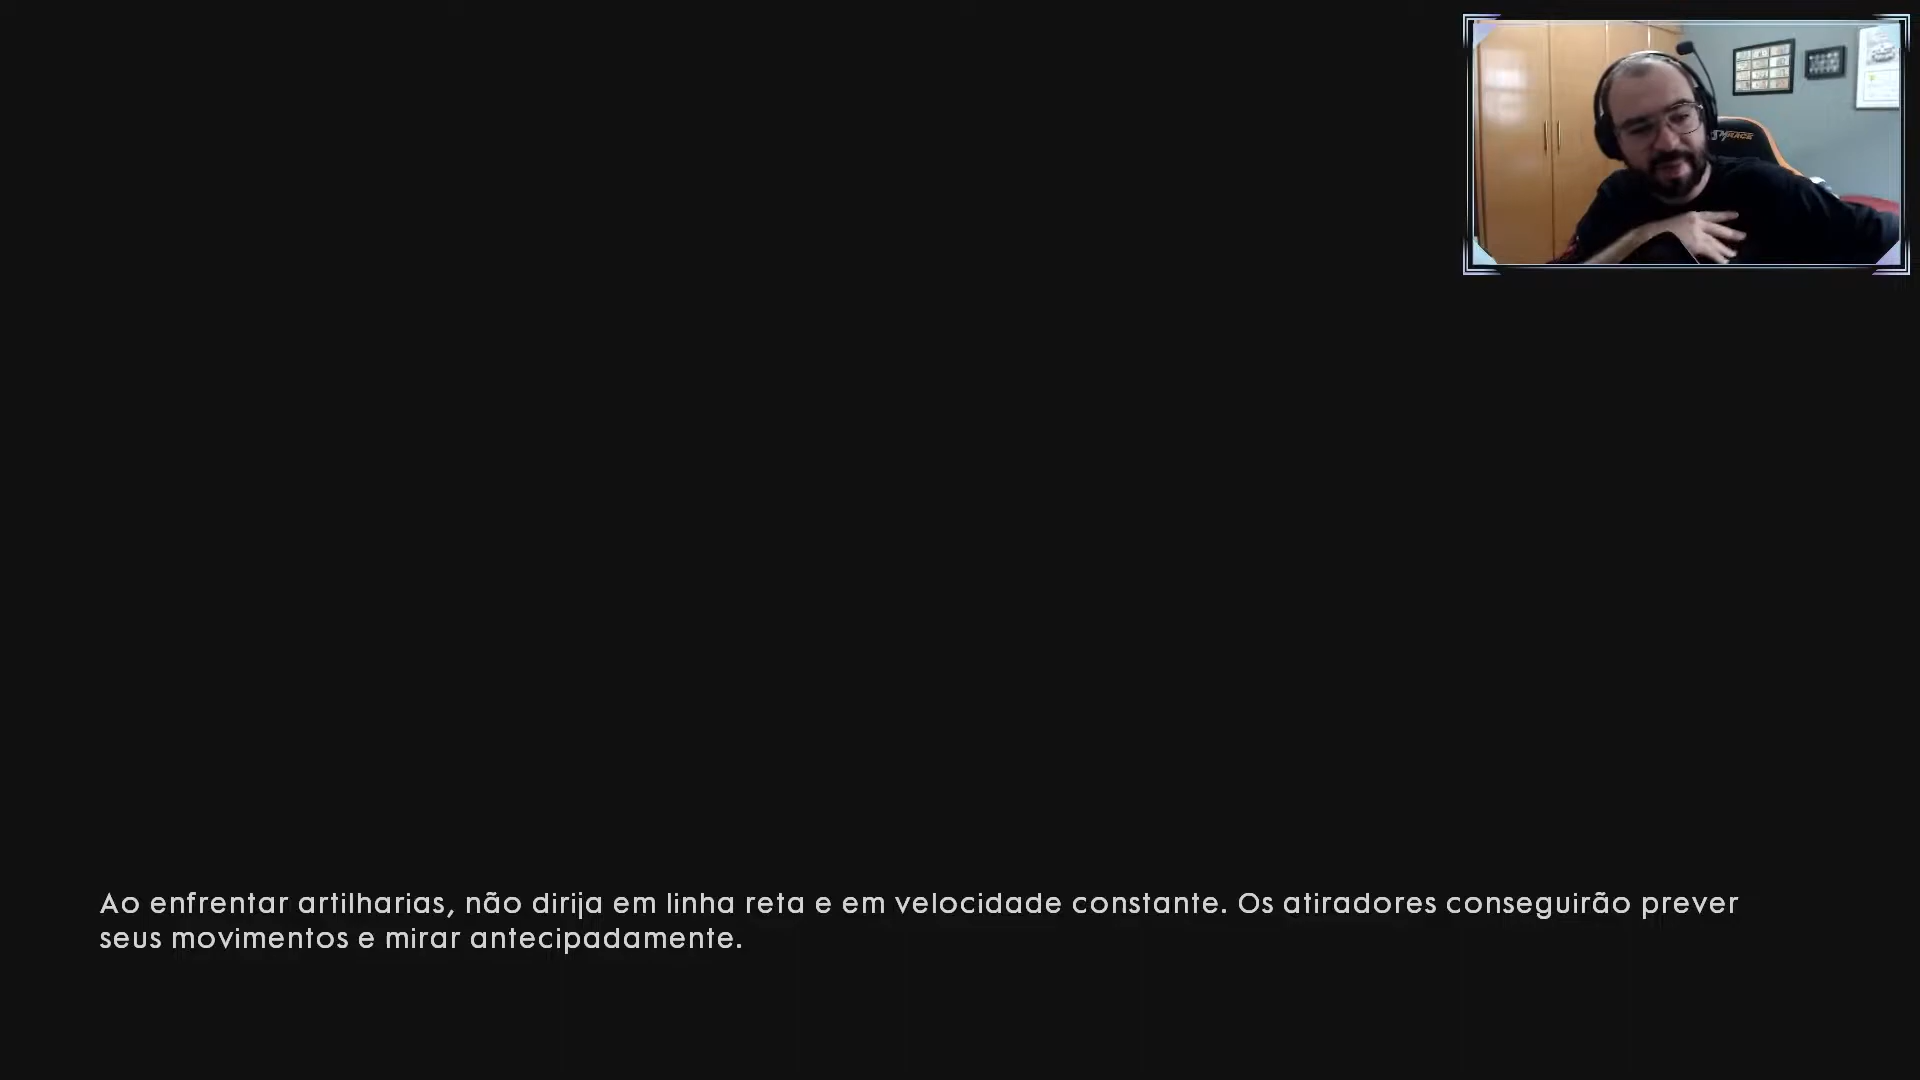 Ao enfrentar artilharias, não dirija em linha reta e em velocidade constante. Os atiradores conseguirão prever
seus movimentos e mirar antecipadamente.